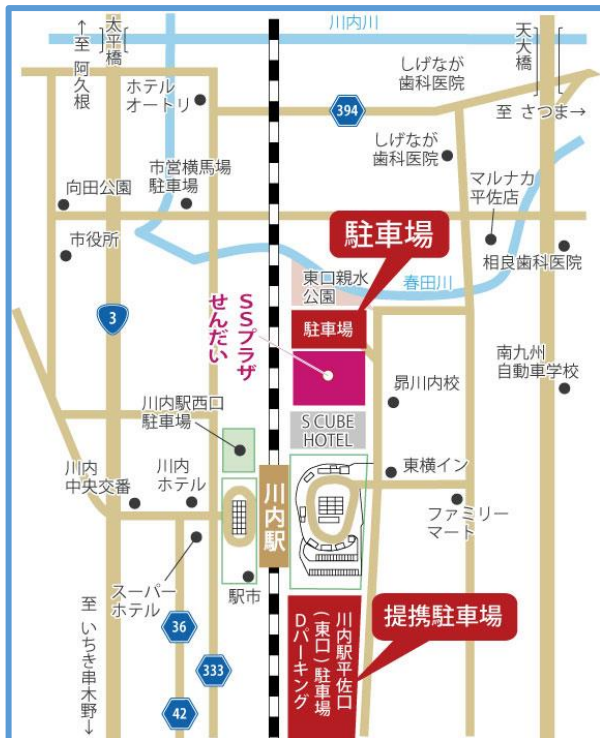 川内川
太平橋
←至 阿久根
天大橋
至 さつま→
しげなが
歯科医院
ホテル
オートリ
394
しげなが
歯科医院
市営横馬場
駐車場
向田公園
マルナカ
平佐店
市役所
駐車場
相良歯科医院
東口親水
公園
春田川
SSプラザ
せんだい
駐車場
3
南九州
自動車学校
昴川内校
川内駅西口
駐車場
S CUBE
HOTEL
川内
中央交番
川内
ホテル
川内駅
東横イン
ファミリー
マート
スーパー
ホテル
駅市
至 いちき串木野→
36
333
42
川内駅平佐口
(東口)駐車場
Dパーキング
提携駐車場